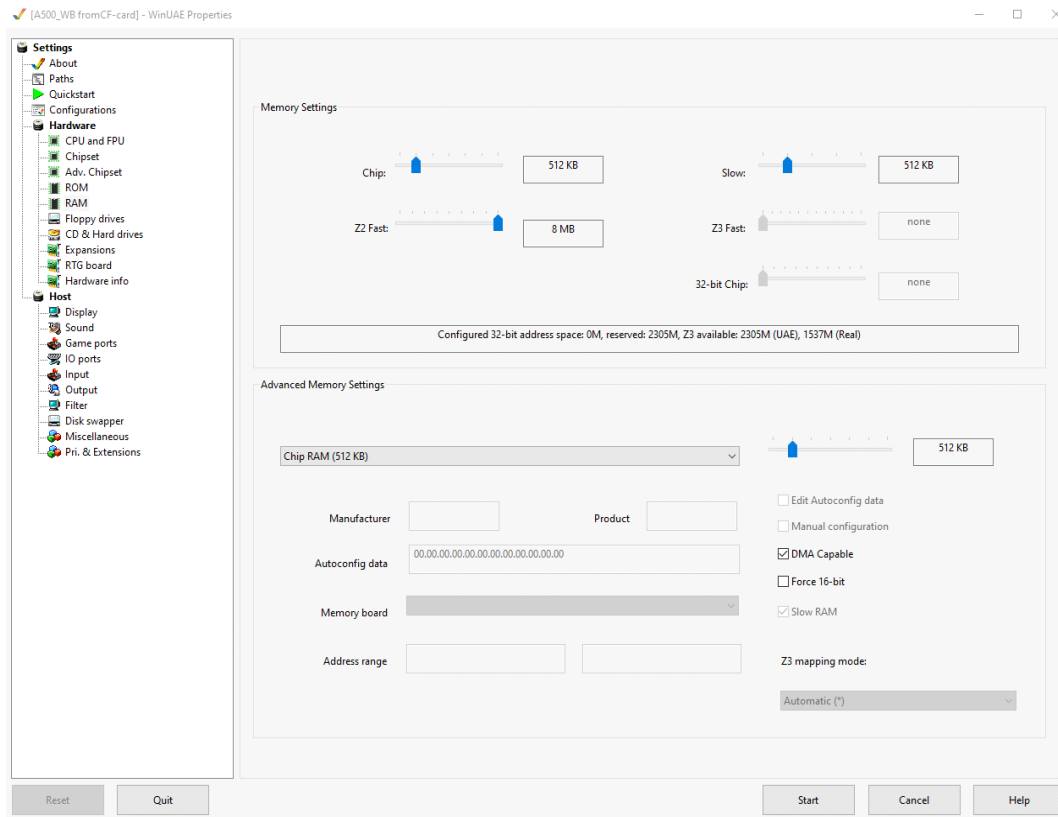 [A500_WB fromCF-card] - WinUAE Properties
Settings
About
Paths
Quickstart
Configurations
Hardware
CPU and FPU
Chipset
Adv. Chipset
ROM
RAM
Floppy drives
CD & Hard drives
Expansions
RTG board
Hardware info
Host
Display
Sound
Game ports
IO ports
Input
Output
Filter
Disk swapper
Miscellaneous
Pri. & Extensions
Memory Settings
Chip: 512 KB Slow: 512 KB
Z2 Fast: 8 MB Z3 Fast: none
32-bit Chip: none
Configured 32-bit address space: 0M, reserved: 2305M, Z3 available: 2305M (UAE), 1537M (Real)
Advanced Memory Settings
Chip RAM (512 KB) 512 KB
Manufacturer Product
Edit Autoconfig data
Manual configuration
Autoconfig data 00.00.00.00.00.00.00.00.00.00.00.00 DMA Capable
Force 16-bit
Memory board Slow RAM
Address range Z3 mapping mode:
Automatic (*)
Reset Quit Start Cancel Help